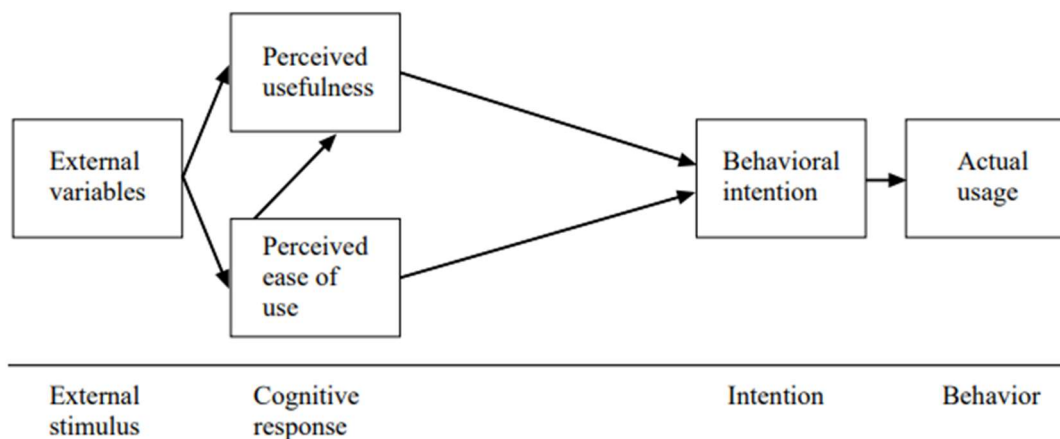 Perceived
usefulness
External
variables
Behavioral
intention
Actual
usage
Perceived
ease of
use
External
stimulus
Cognitive
response
Intention
Behavior